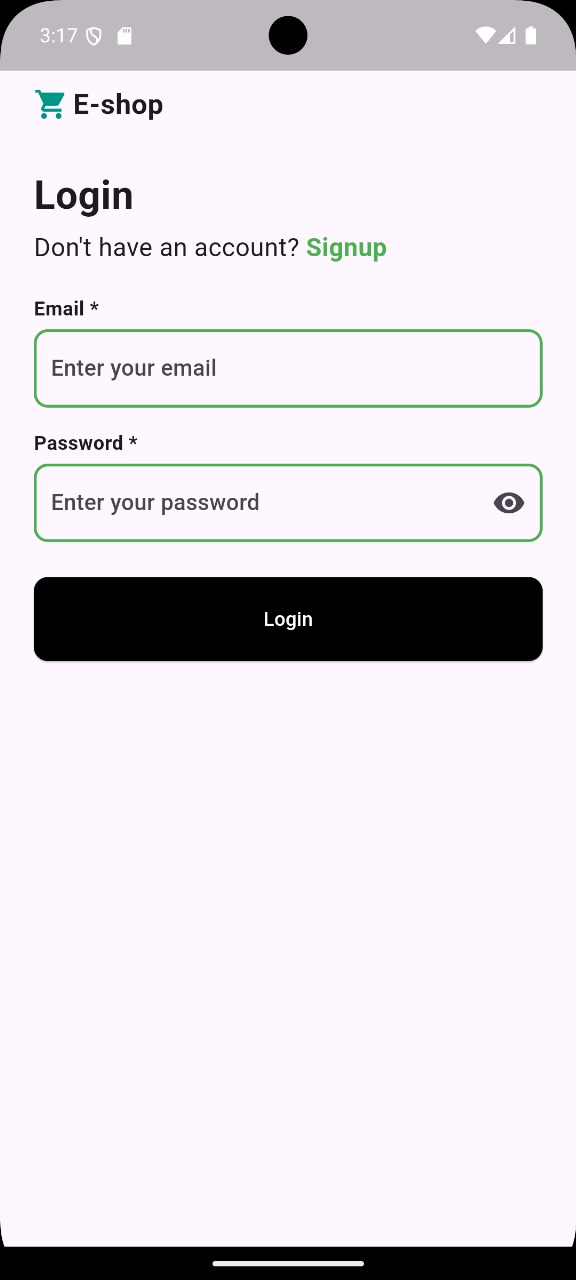 3:17
E-shop
Login
Don't have an account? Signup
Email *
Enter your email
Password *
Enter your password
Login